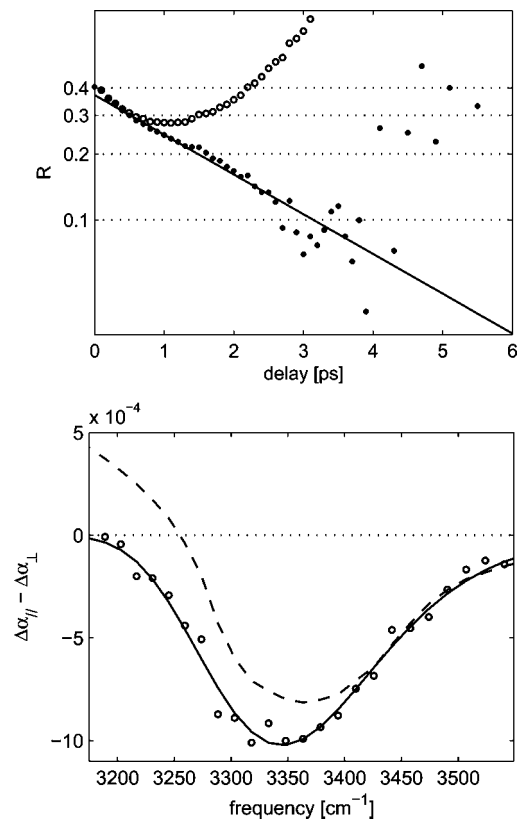 0.4
0.3
0.2
0.1
R
0 1 2 3 4 5 6
delay [ps]
x 10⁻⁴
5
0
−5
−10
Δα// − Δα⊥
3200 3250 3300 3350 3400 3450 3500
frequency [cm⁻¹]